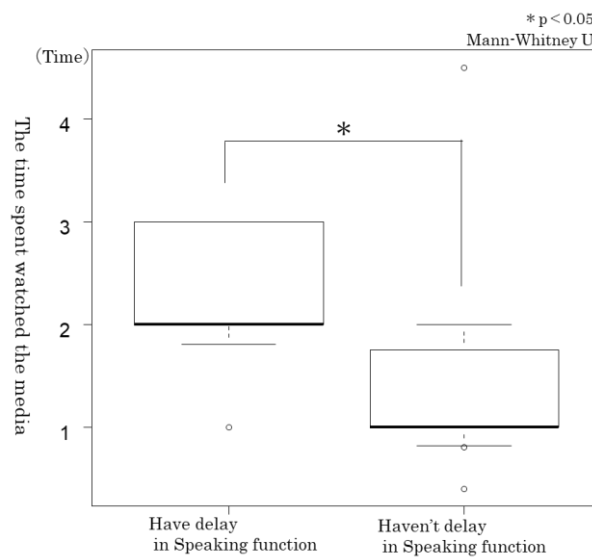 * p < 0.05
Mann-Whitney U
(Time)
The time spent watched the media
4
3
2
1
*
Have delay
in Speaking function
Haven't delay
in Speaking function